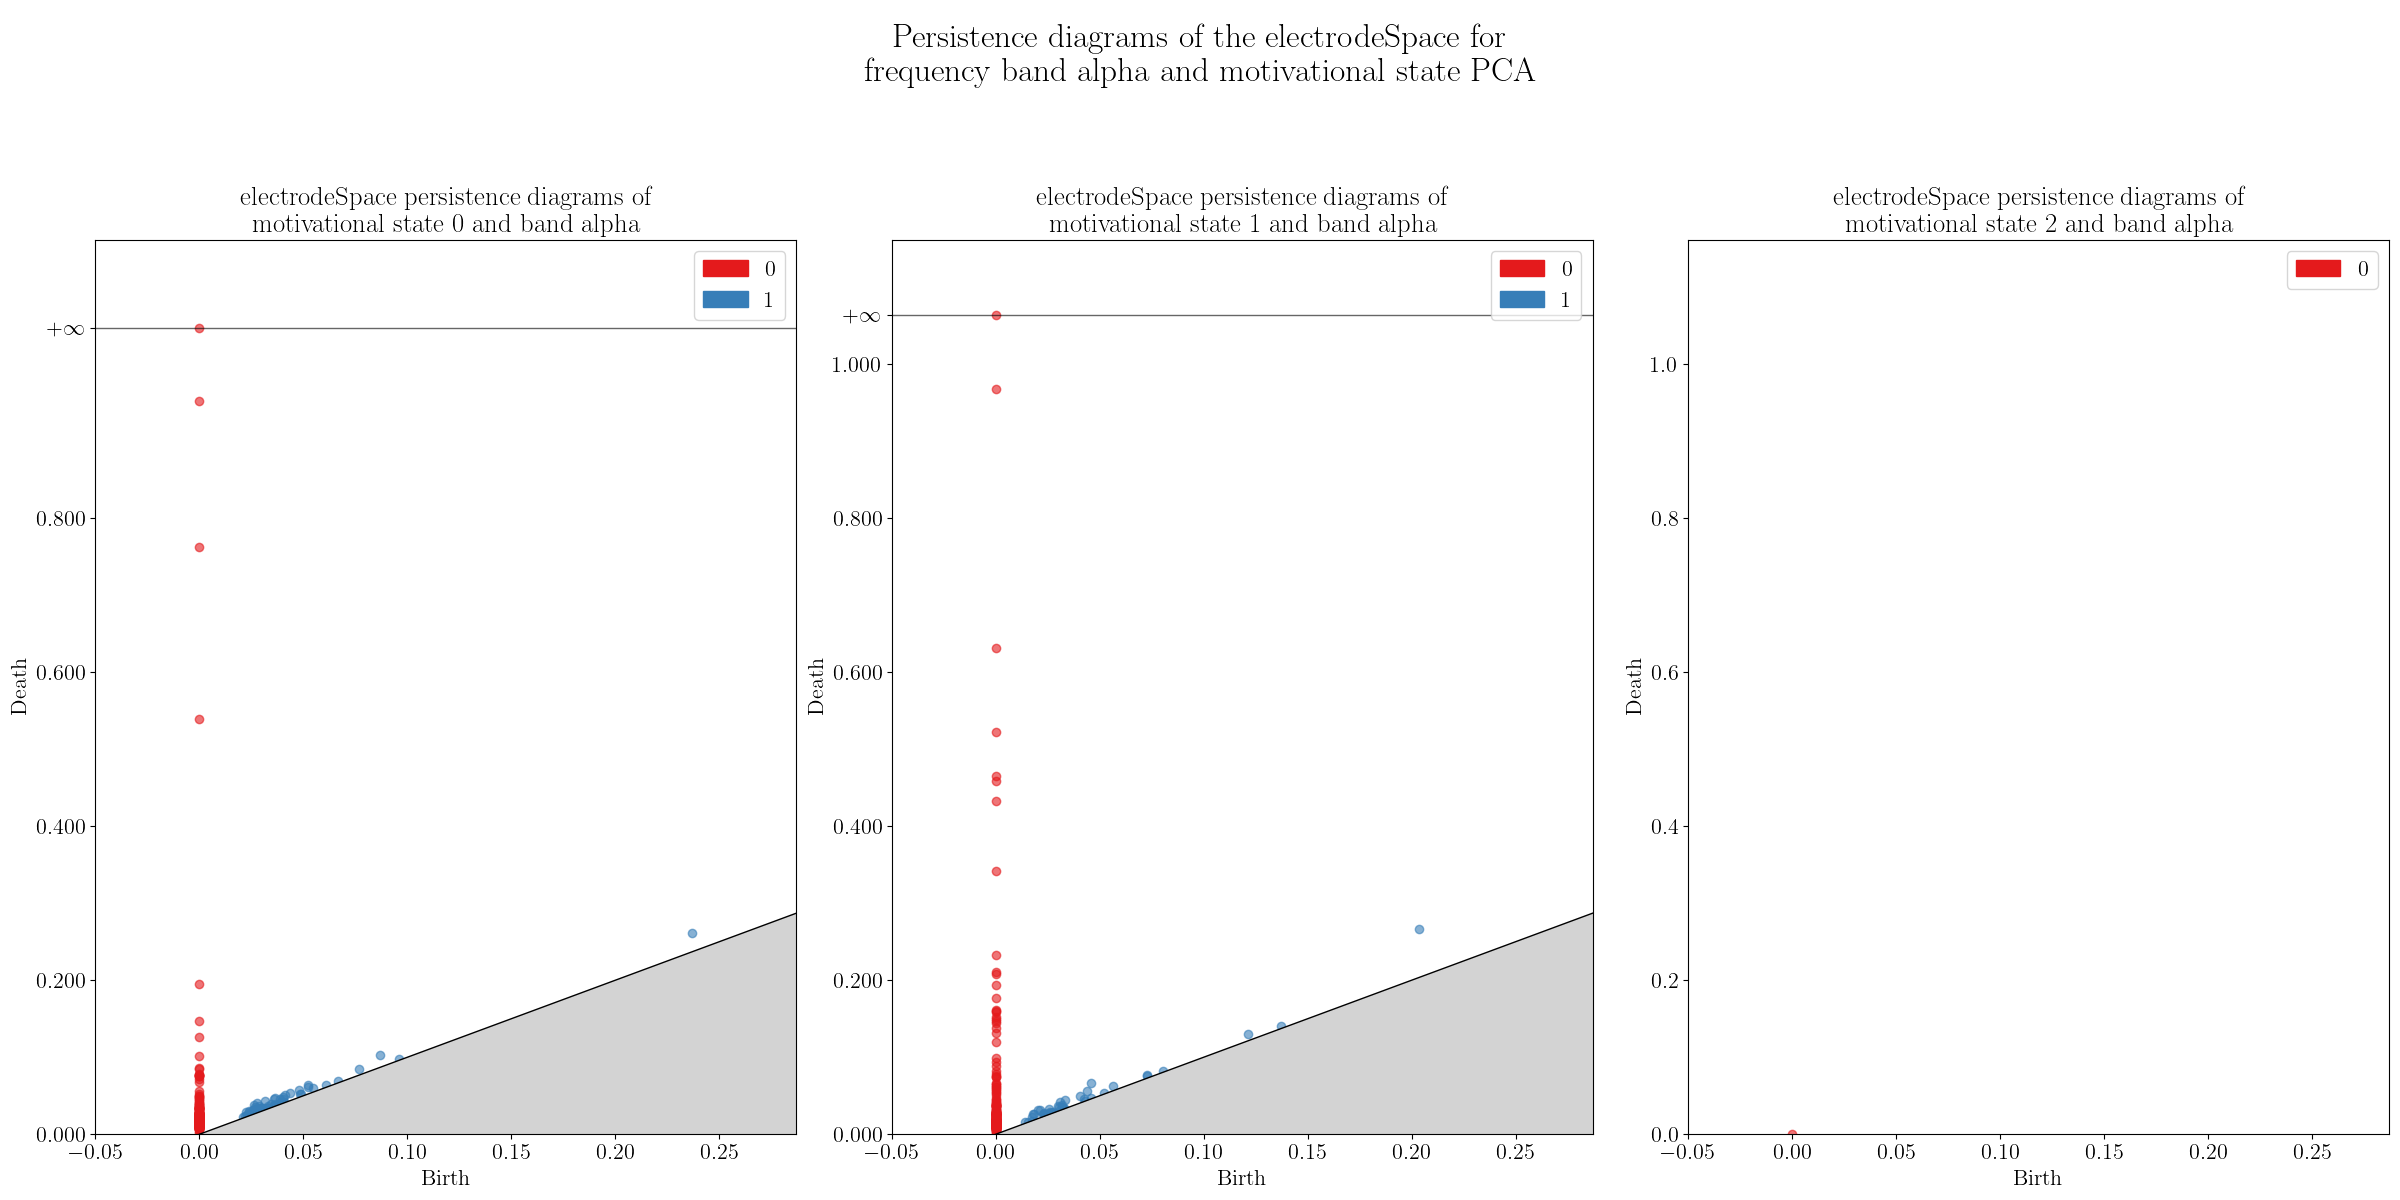 Persistence diagrams of the electrodeSpace for
frequency band alpha and motivational state PCA
electrodeSpace persistence diagrams of
motivational state 0 and band alpha
0
1
+∞
0.800
0.600
0.400
0.200
0.000
Death
−0.05 0.00 0.05 0.10 0.15 0.20 0.25
Birth
electrodeSpace persistence diagrams of
motivational state 1 and band alpha
0
1
+∞
1.000
0.800
0.600
0.400
0.200
0.000
Death
−0.05 0.00 0.05 0.10 0.15 0.20 0.25
Birth
electrodeSpace persistence diagrams of
motivational state 2 and band alpha
0
1.0
0.8
0.6
0.4
0.2
0.0
Death
−0.05 0.00 0.05 0.10 0.15 0.20 0.25
Birth